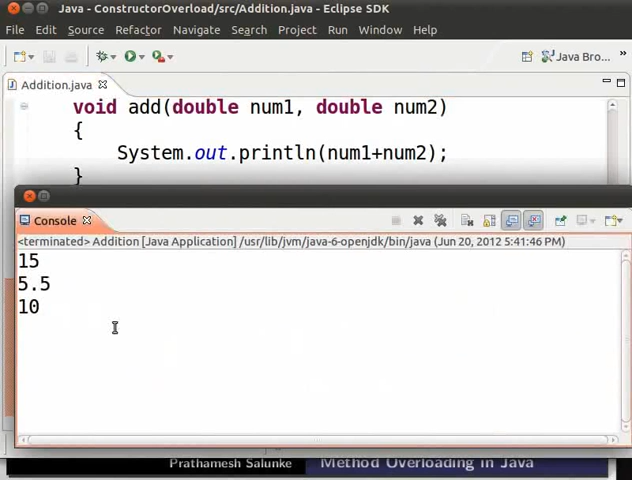 Java - ConstructorOverload/src/Addition.java - Eclipse SDK
File Edit Source Refactor Navigate Search Project Run Window Help
Java Bro...
Addition.java
void add(double num1, double num2)
{
System.out.println(num1+num2);
}
Console
<terminated> Addition [Java Application] /usr/lib/jvm/java-6-openjdk/bin/java (Jun 20, 2012 5:41:46 PM)
15
5.5
10
Prathamesh Salunke Method Overloading in Java